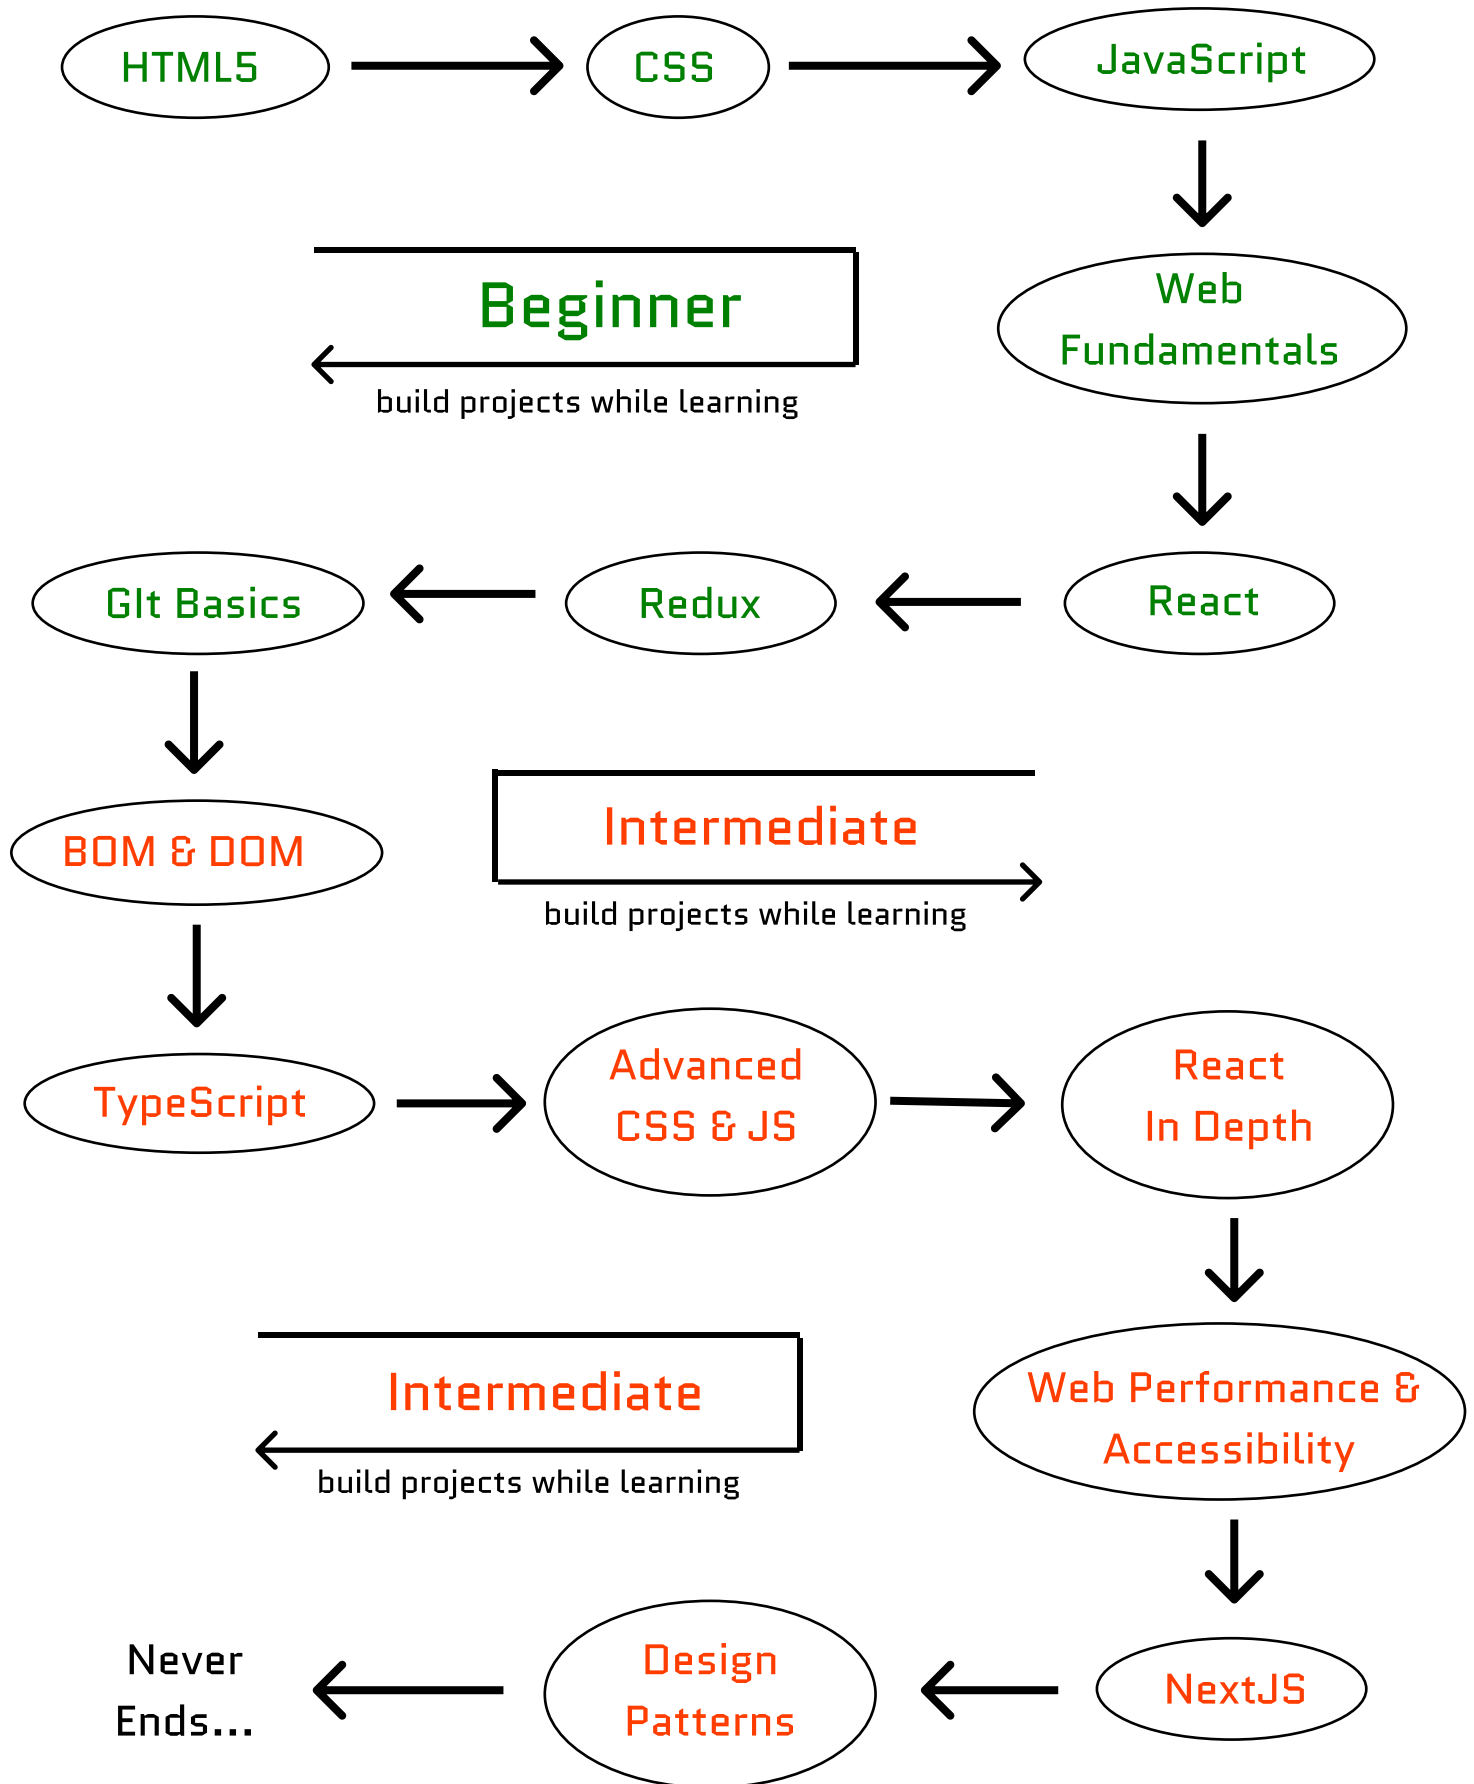 HTML5
CSS
JavaScript
Beginner
build projects while learning
Web
Fundamentals
GIt Basics
Redux
React
BOM & DOM
Intermediate
build projects while learning
TypeScript
Advanced
CSS & JS
React
In Depth
Intermediate
build projects while learning
Web Performance &
Accessibility
Never
Ends...
Design
Patterns
NextJS